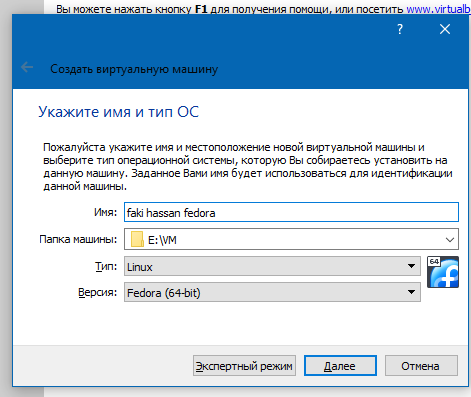 Вы можете нажать кнопку F1 для получения помощи, или посетить www.virtualb
?
Создать виртуальную машину
Укажите имя и тип ОС
Пожалуйста укажите имя и местоположение новой виртуальной машины и
выберите тип операционной системы, которую Вы собираетесь установить на
данную машину. Заданное Вами имя будет использоваться для идентификации
данной машины.
Имя: faki hassan fedora
Папка машины: E:\VM
Тип: Linux
64
Версия: Fedora (64-bit)
Экспертный режим Далее Отмена